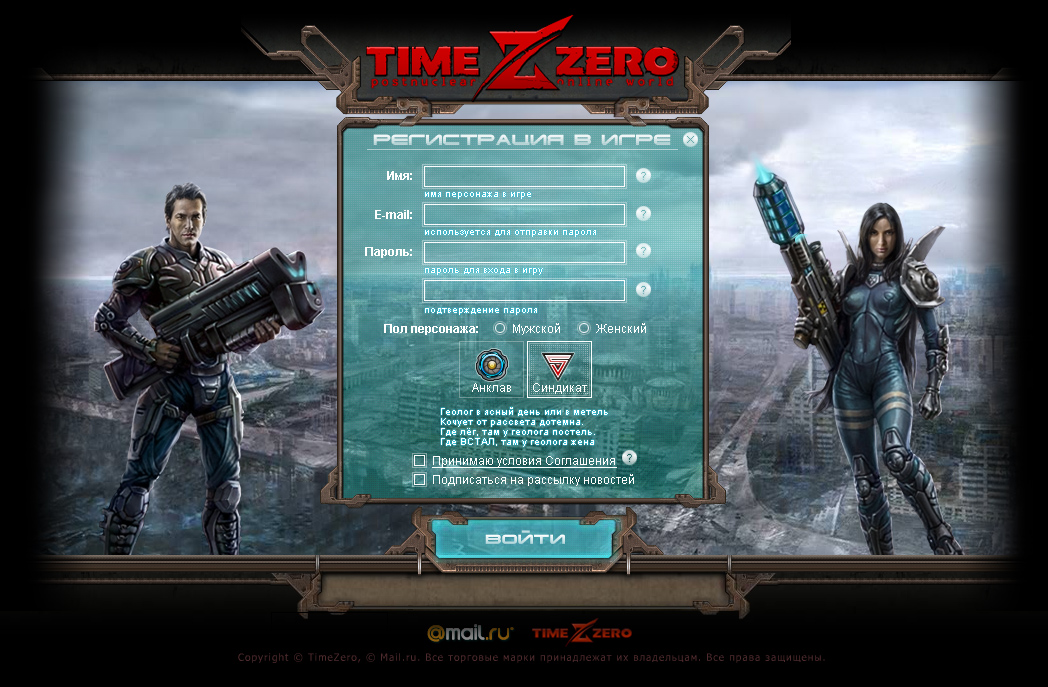 TIME ZERO
postnuclear online world
РЕГИСТРАЦИЯ В ИГРЕ
Имя:
имя персонажа в игре
E-mail:
используется для отправки пароля
Пароль:
пароль для входа в игру
подтверждение пароля
Пол персонажа: Мужской Женский
Анклав Синдикат
Геолог в ясный день или в метель
Кочует от рассвета дотемна.
Где лёг, там у геолога постель.
Где ВСТАЛ, там у геолога жена
Принимаю условия Соглашения ?
Подписаться на рассылку новостей
ВОЙТИ
@mail.ru TIME ZERO
Copyright © TimeZero, © Mail.ru. Все торговые марки принадлежат их владельцам. Все права защищены.